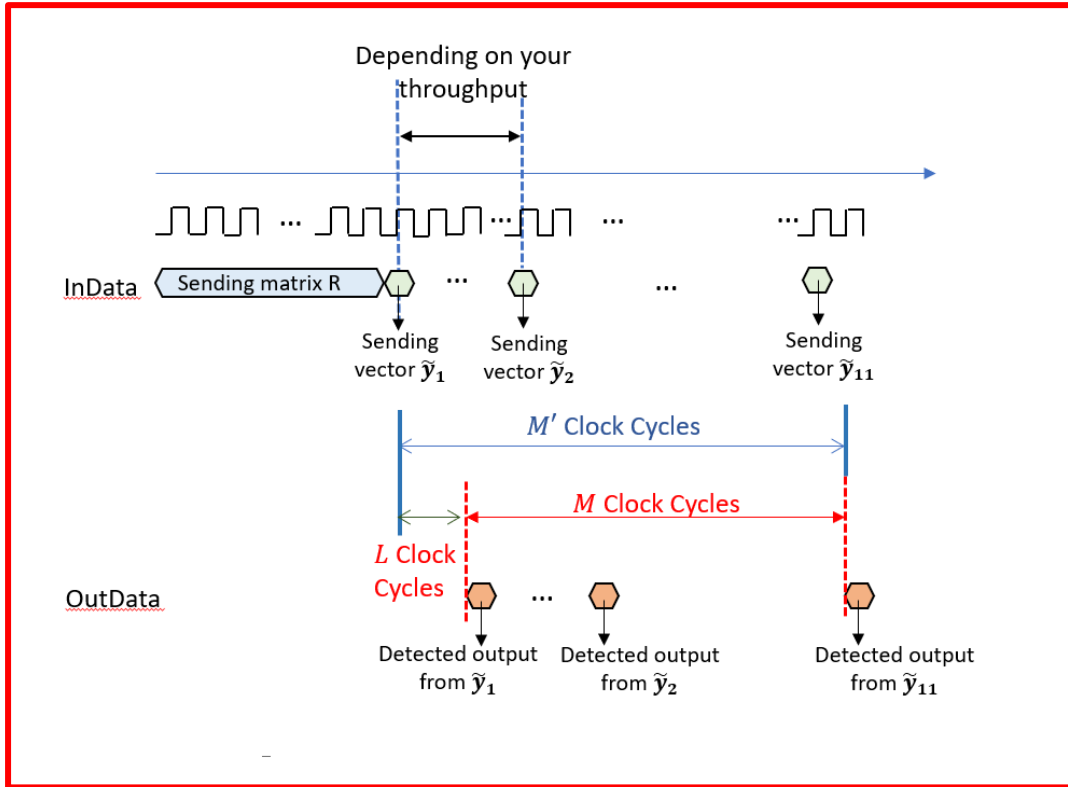 Depending on your
throughput
... ... ... ...
InData
Sending matrix R
... ...
Sending
vector ỹ₁
Sending
vector ỹ₂
Sending
vector ỹ₁₁
M′ Clock Cycles
M Clock Cycles
L Clock
Cycles
OutData
...
Detected output
from ỹ₁
Detected output
from ỹ₂
Detected output
from ỹ₁₁